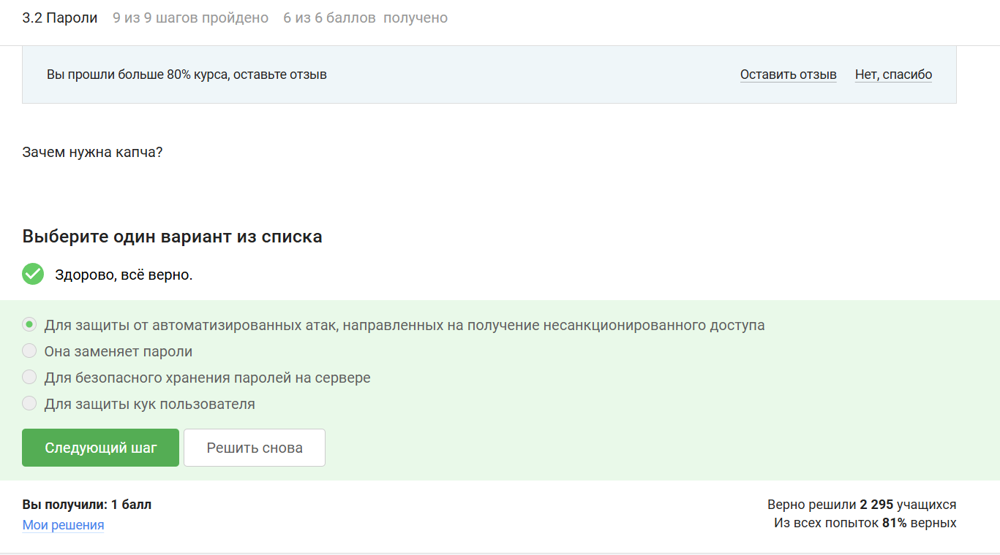 3.2 Пароли 9 из 9 шагов пройдено 6 из 6 баллов получено
Вы прошли больше 80% курса, оставьте отзыв Оставить отзыв Нет, спасибо
Зачем нужна капча?
Выберите один вариант из списка
Здорово, всё верно.
Для защиты от автоматизированных атак, направленных на получение несанкционированного доступа
Она заменяет пароли
Для безопасного хранения паролей на сервере
Для защиты кук пользователя
Следующий шаг Решить снова
Вы получили: 1 балл Верно решили 2 295 учащихся
Мои решения Из всех попыток 81% верных